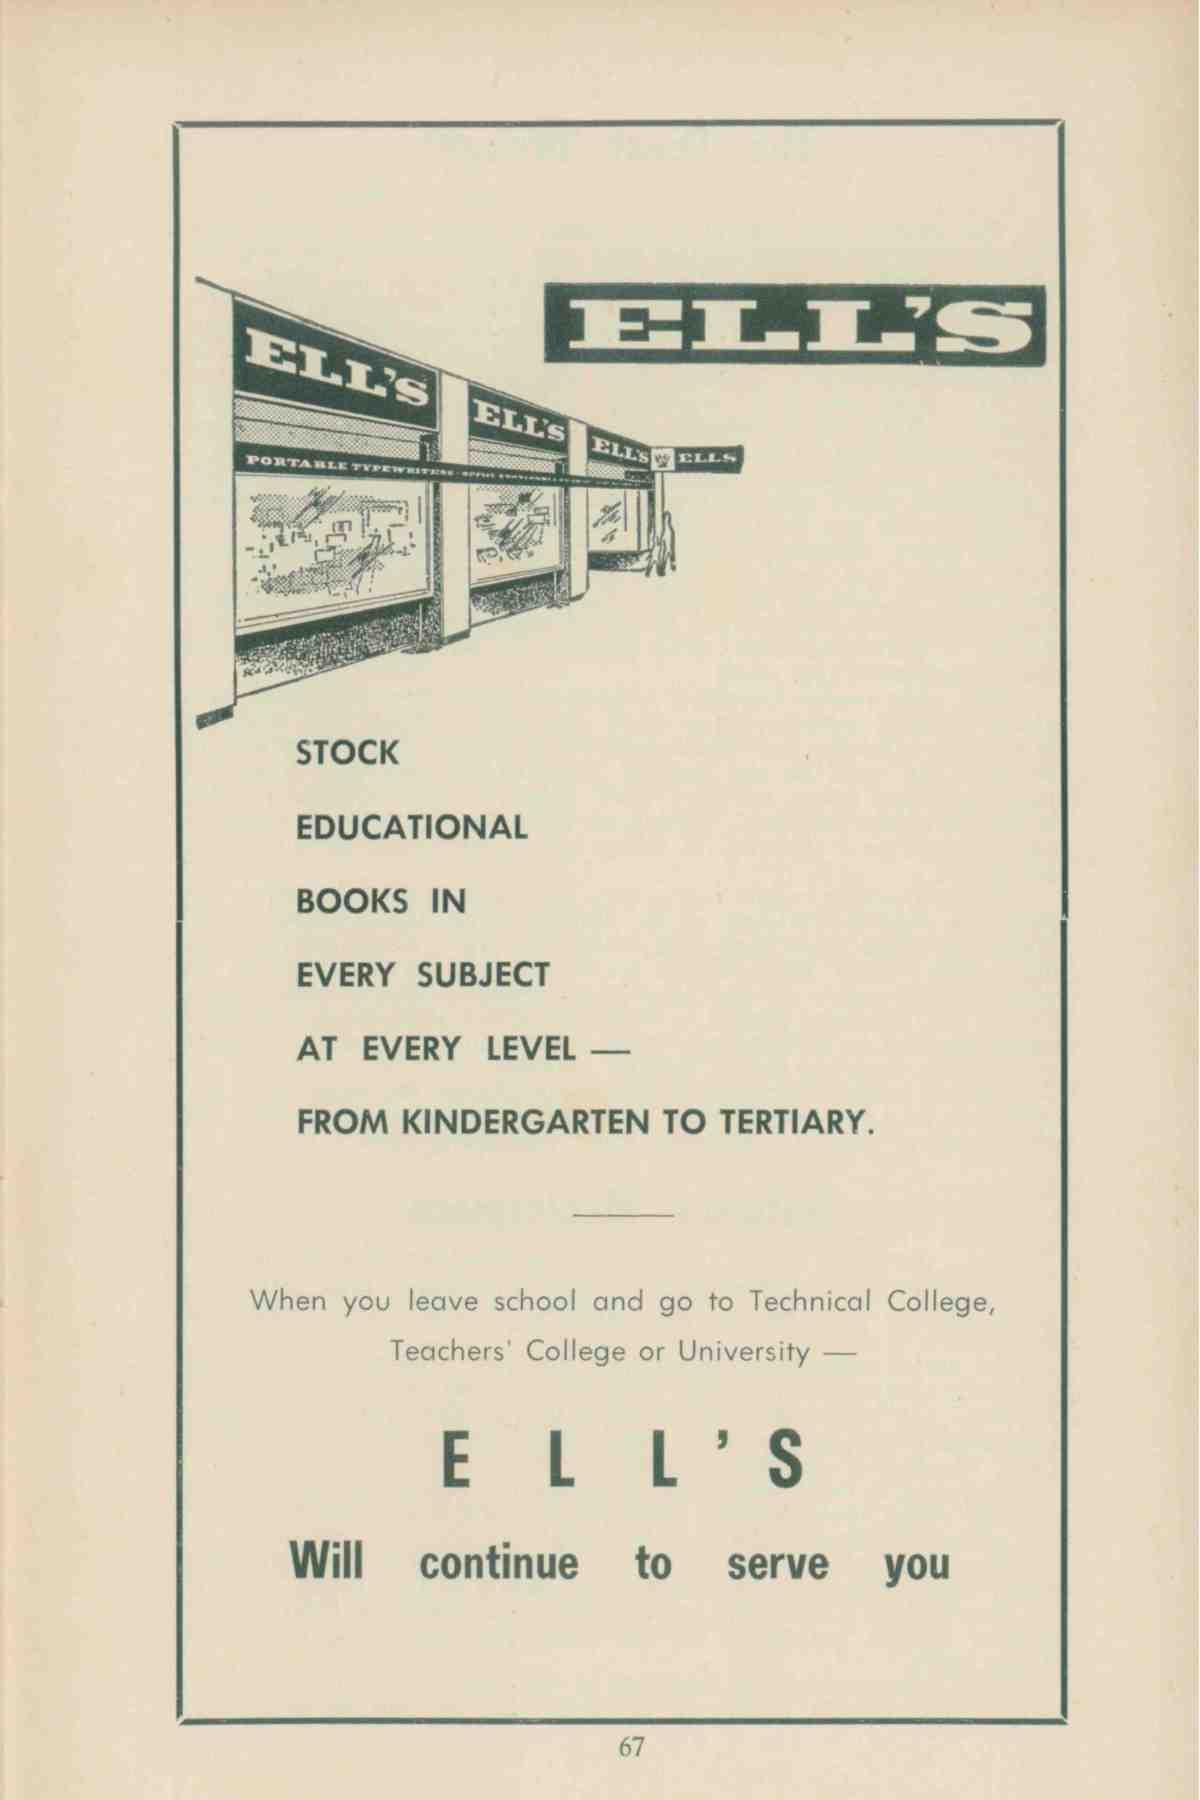 ELL'S
ELL'S
ELL'S
ELL'S
ELLS
PORTABLE TYPEWRITERS
STOCK
EDUCATIONAL
BOOKS IN
EVERY SUBJECT
AT EVERY LEVEL —
FROM KINDERGARTEN TO TERTIARY.
When you leave school and go to Technical College,
Teachers' College or University —
E L L ' S
Will continue to serve you
67